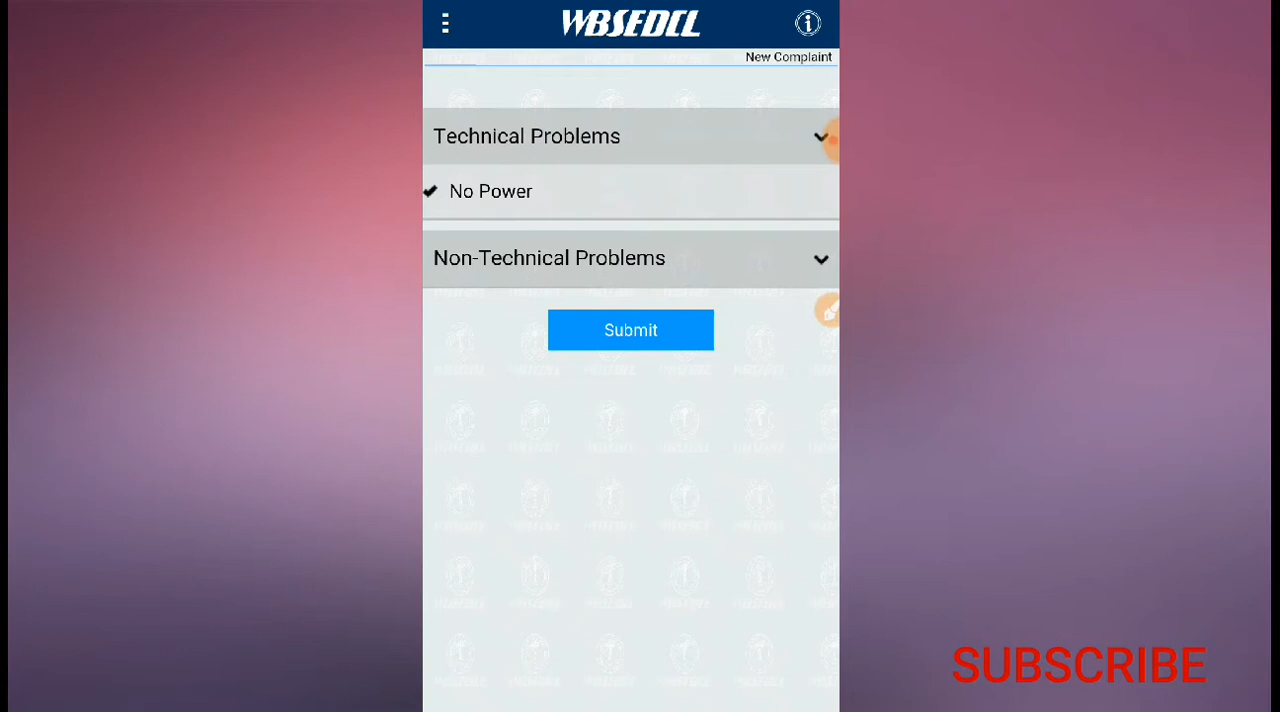 WBSEDCL
New Complaint
Technical Problems
No Power
Non-Technical Problems
Submit
SUBSCRIBE